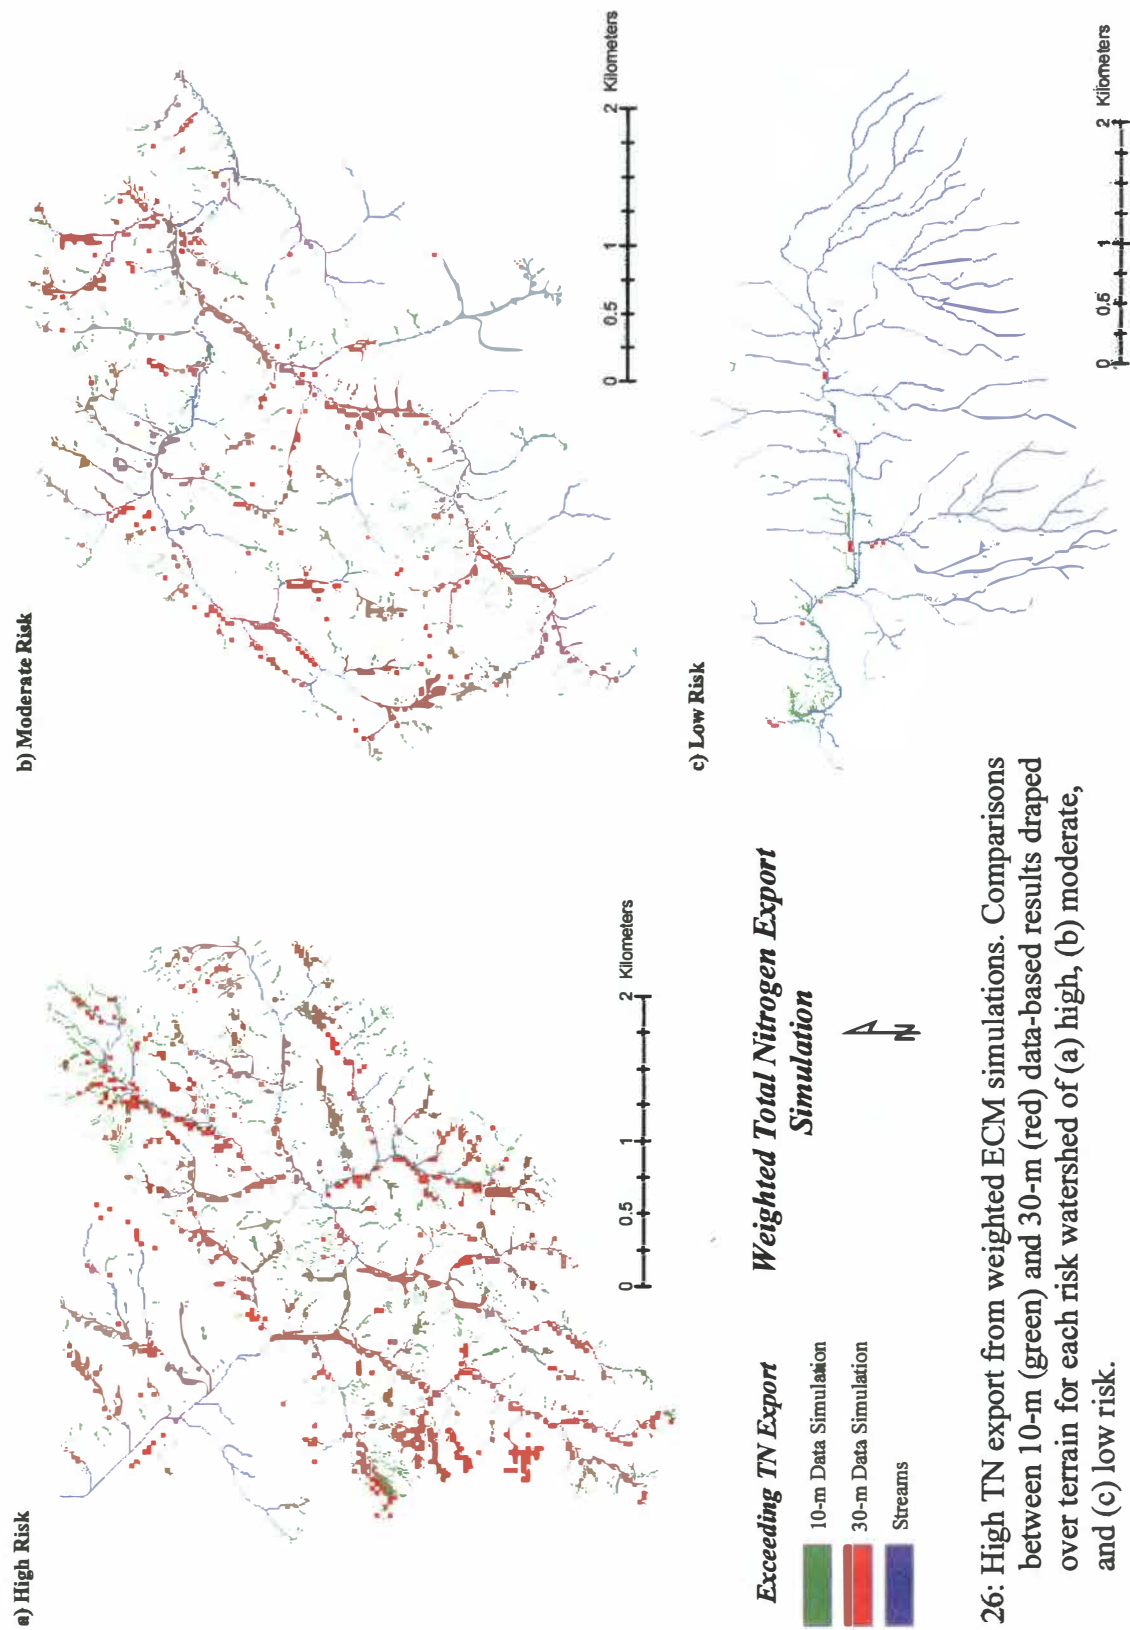 a) High Risk
0 0.5 1 2 Kilometers
b) Moderate Risk
0 0.5 1 2 Kilometers
c) Low Risk
0 0.5 1 2 Kilometers
Exceeding TN Export
10-m Data Simulation
30-m Data Simulation
Streams
Weighted Total Nitrogen Export
Simulation
N
26: High TN export from weighted ECM simulations. Comparisons
between 10-m (green) and 30-m (red) data-based results draped
over terrain for each risk watershed of (a) high, (b) moderate,
and (c) low risk.